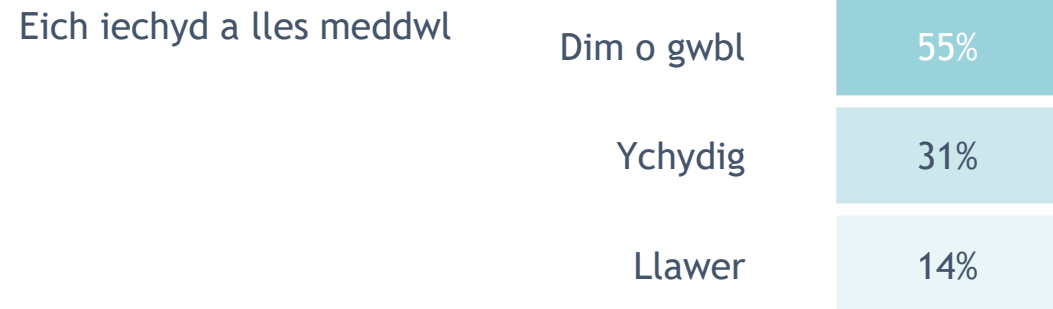 Eich iechyd a lles meddwl
Dim o gwbl 55%
Ychydig 31%
Llawer 14%